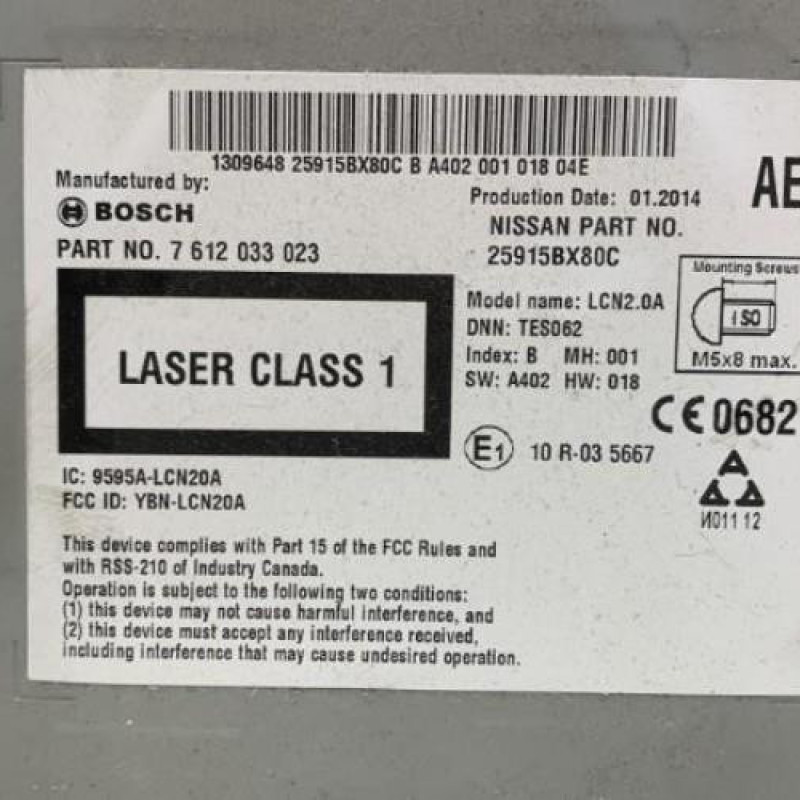 1309648 25915BX80C B A402 001 018 04E
Manufactured by:
BOSCH
PART NO. 7 612 033 023
Production Date: 01.2014
NISSAN PART NO.
25915BX80C
AE
Mounting Screws
ISO
M5x8 max.
LASER CLASS 1
Model name: LCN2.0A
DNN: TES062
Index: B MH: 001
SW: A402 HW: 018
CE0682
E1 10 R-03 5667
И011 12
IC: 9595A-LCN20A
FCC ID: YBN-LCN20A
This device complies with Part 15 of the FCC Rules and
with RSS-210 of Industry Canada.
Operation is subject to the following two conditions:
(1) this device may not cause harmful interference, and
(2) this device must accept any interference received,
including interference that may cause undesired operation.